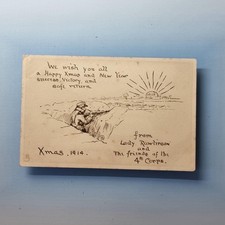 We wish you all
a Happy Xmas and New Year
success, victory, and
safe return.
from
Lady Rawlinson
and
the friends of the
4th Corps.
Xmas, 1914.